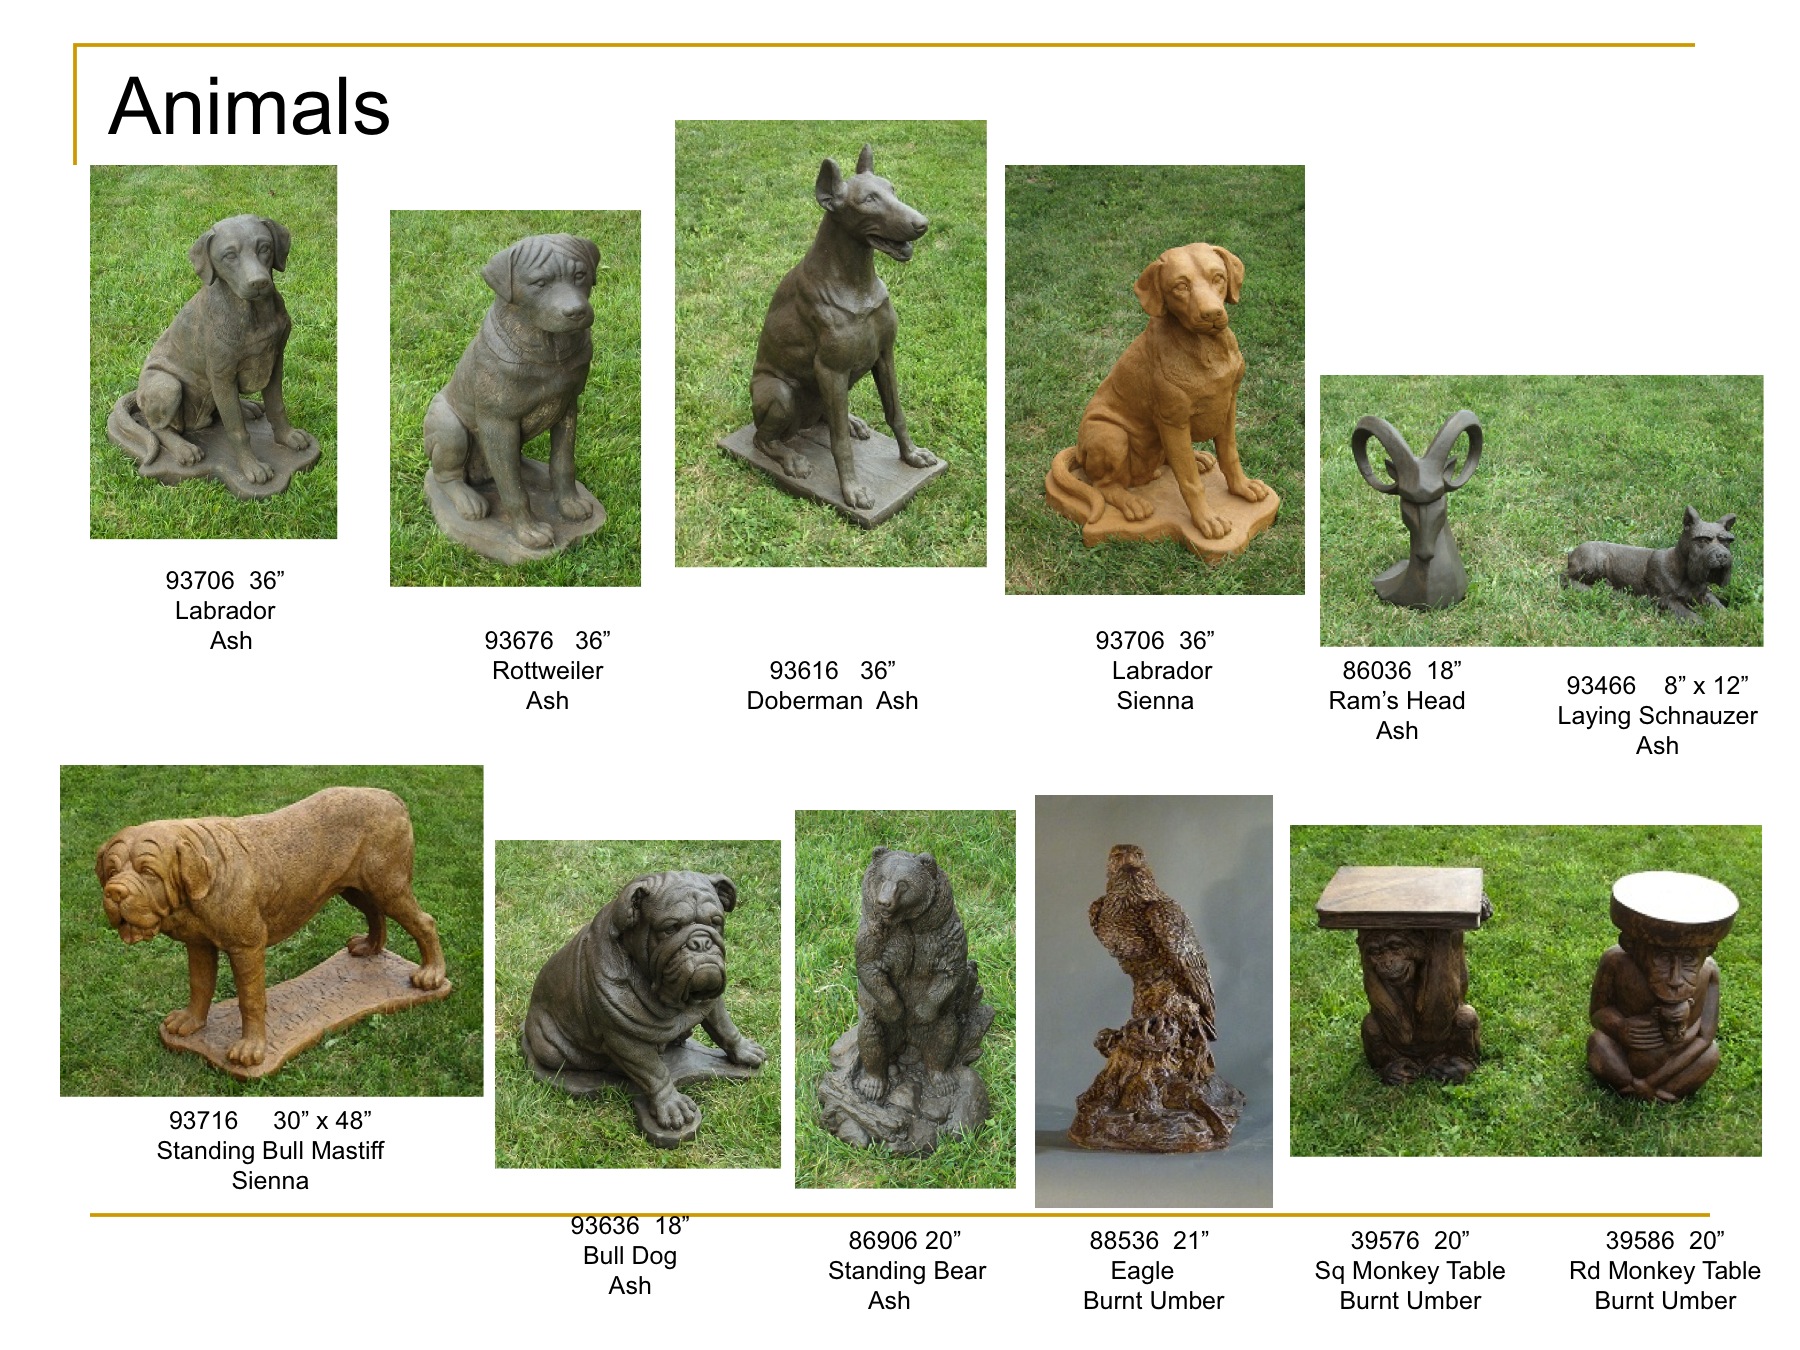 Animals
93706 36”
Labrador
Ash
93676 36”
Rottweiler
Ash
93616 36”
Doberman Ash
93706 36”
Labrador
Sienna
86036 18”
Ram’s Head
Ash
93466 8” x 12”
Laying Schnauzer
Ash
93716 30” x 48”
Standing Bull Mastiff
Sienna
93636 18”
Bull Dog
Ash
86906 20”
Standing Bear
Ash
88536 21”
Eagle
Burnt Umber
39576 20”
Sq Monkey Table
Burnt Umber
39586 20”
Rd Monkey Table
Burnt Umber